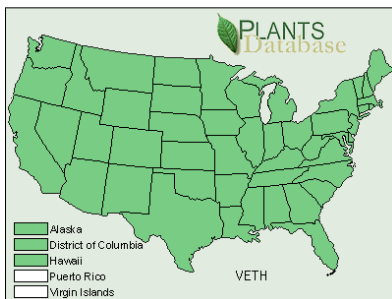 PLANTS
Database
Alaska
District of Columbia
Hawaii
Puerto Rico
Virgin Islands
VETH